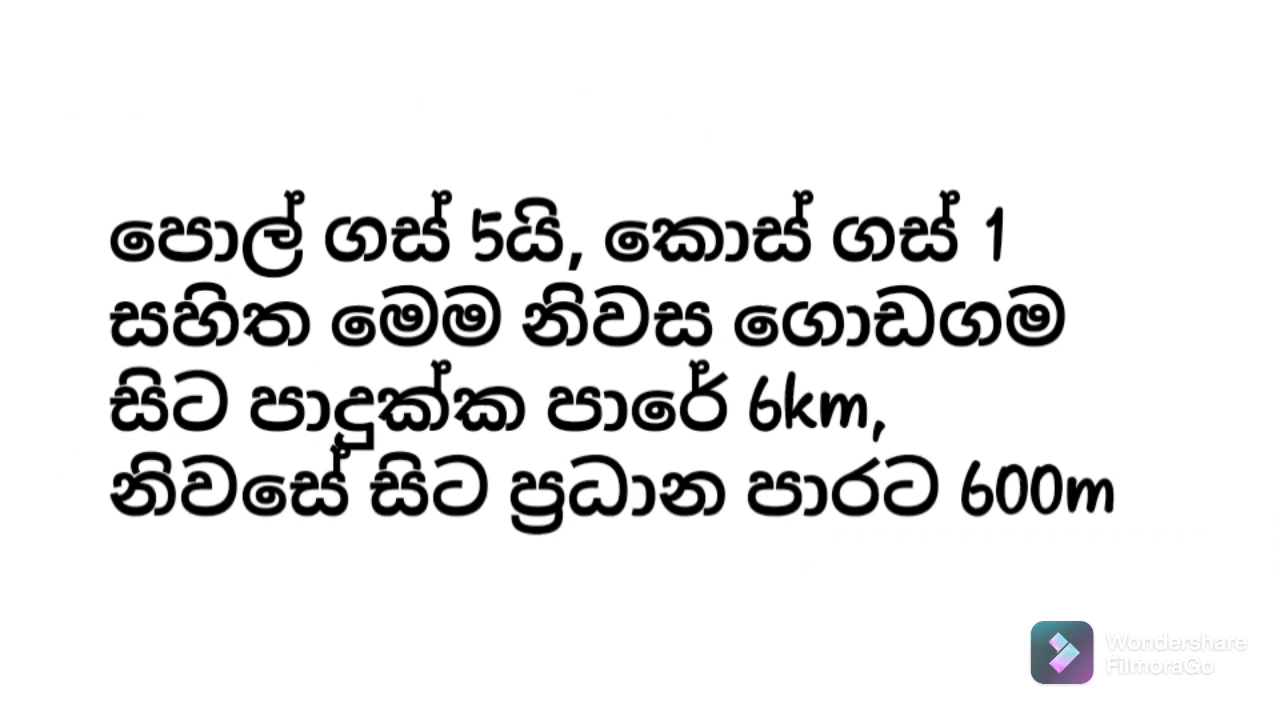 පොල් ගස් 5යි, කොස් ගස් 1
සහිත මෙම නිවස ගොඩගම
සිට පාදුක්ක පාරේ 6km,
නිවසේ සිට ප්‍රධාන පාරට 600m
Wondershare
FilmoraGo